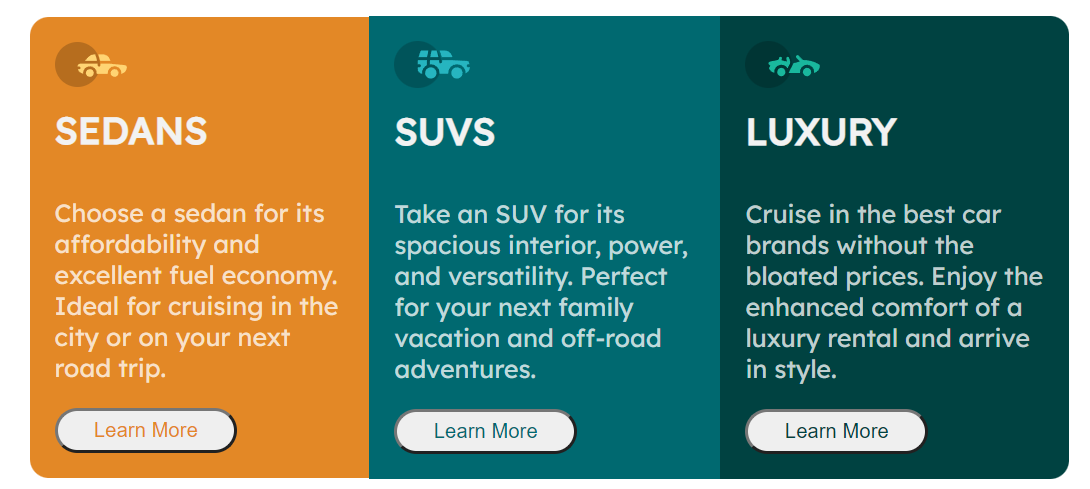 SEDANS
Choose a sedan for its
affordability and
excellent fuel economy.
Ideal for cruising in the
city or on your next
road trip.
Learn More
SUVS
Take an SUV for its
spacious interior, power,
and versatility. Perfect
for your next family
vacation and off-road
adventures.
Learn More
LUXURY
Cruise in the best car
brands without the
bloated prices. Enjoy the
enhanced comfort of a
luxury rental and arrive
in style.
Learn More